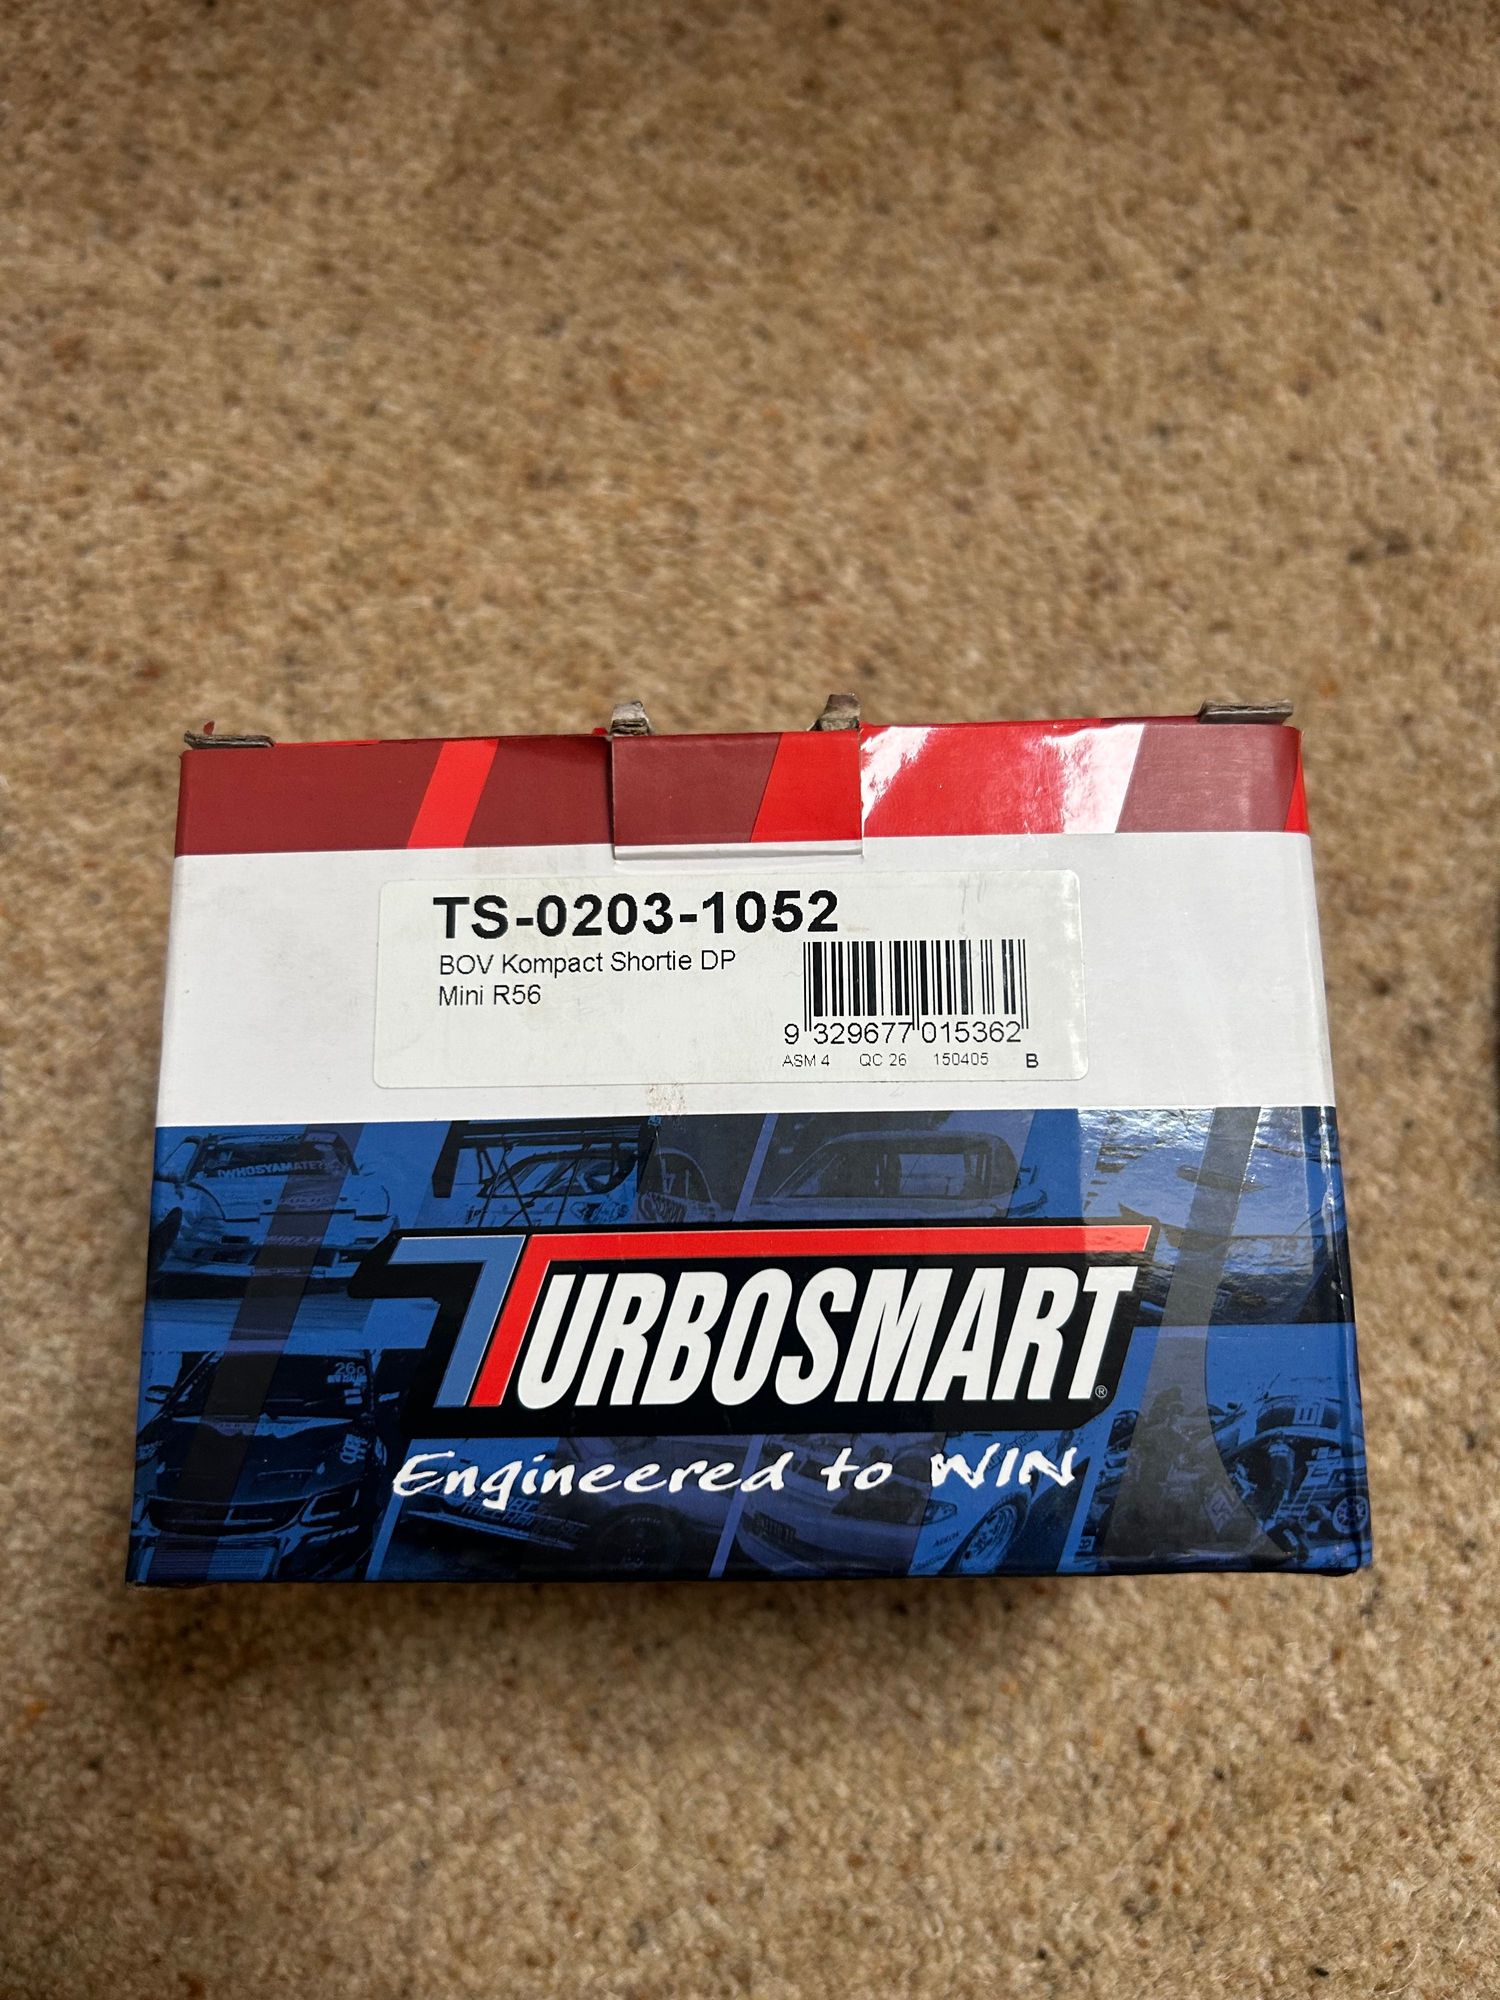 TS-0203-1052
BOV Kompact Shortie DP
Mini R56
9 329677 015362
ASM 4 QC 26 150405 B
TURBOSMART®
Engineered to WIN